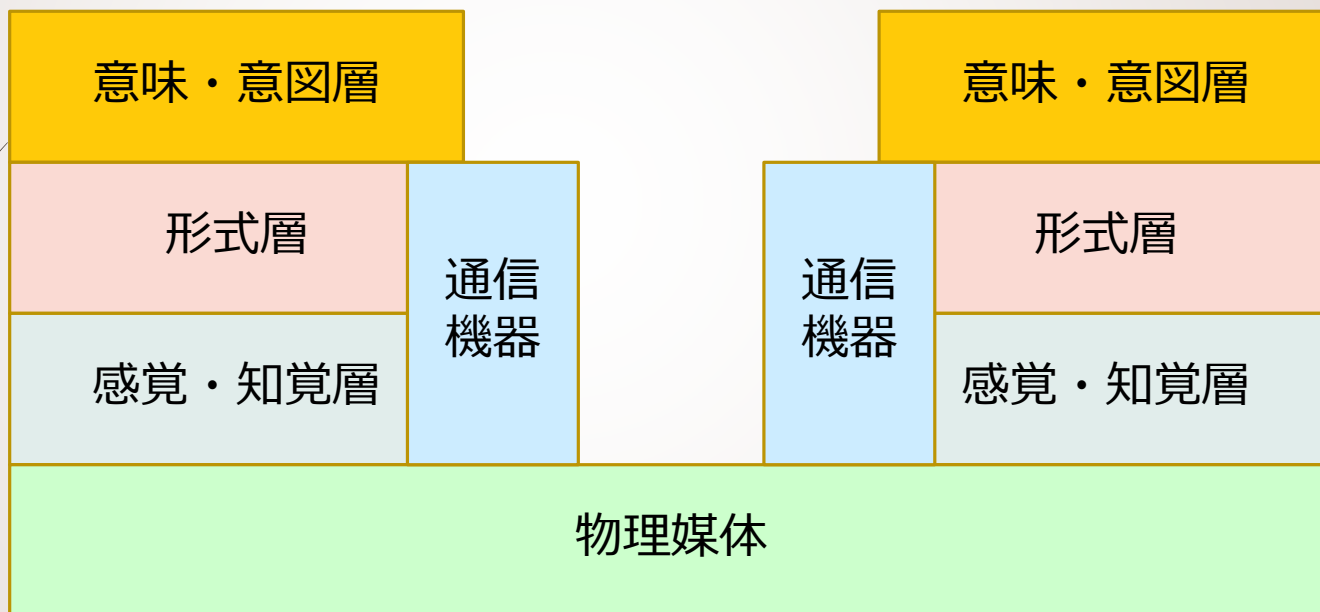 意味・意図層
意味・意図層
形式層
通信
機器
通信
機器
形式層
感覚・知覚層
感覚・知覚層
物理媒体